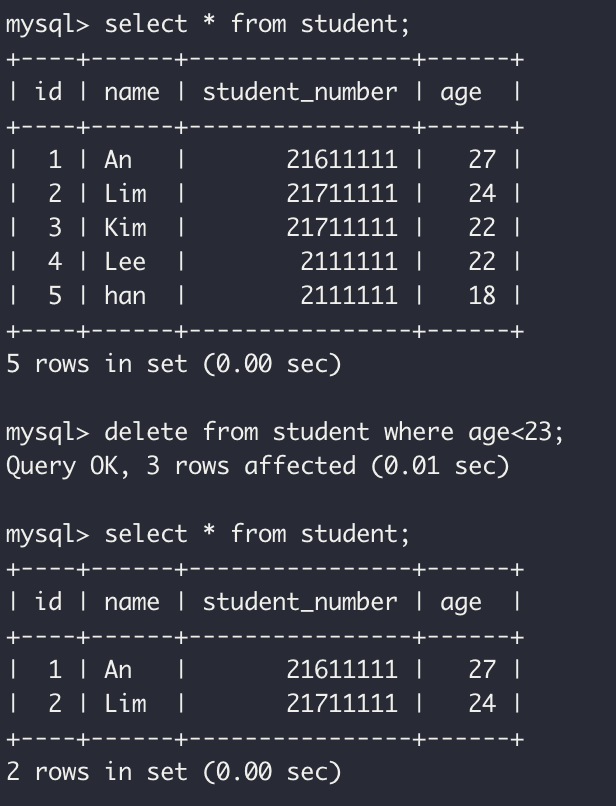 mysql> select * from student;
+----+------+----------------+------+
| id | name | student_number | age  |
+----+------+----------------+------+
|  1 | An   |       21611111 |   27 |
|  2 | Lim  |       21711111 |   24 |
|  3 | Kim  |       21711111 |   22 |
|  4 | Lee  |        2111111 |   22 |
|  5 | han  |        2111111 |   18 |
+----+------+----------------+------+
5 rows in set (0.00 sec)

mysql> delete from student where age<23;
Query OK, 3 rows affected (0.01 sec)

mysql> select * from student;
+----+------+----------------+------+
| id | name | student_number | age  |
+----+------+----------------+------+
|  1 | An   |       21611111 |   27 |
|  2 | Lim  |       21711111 |   24 |
+----+------+----------------+------+
2 rows in set (0.00 sec)